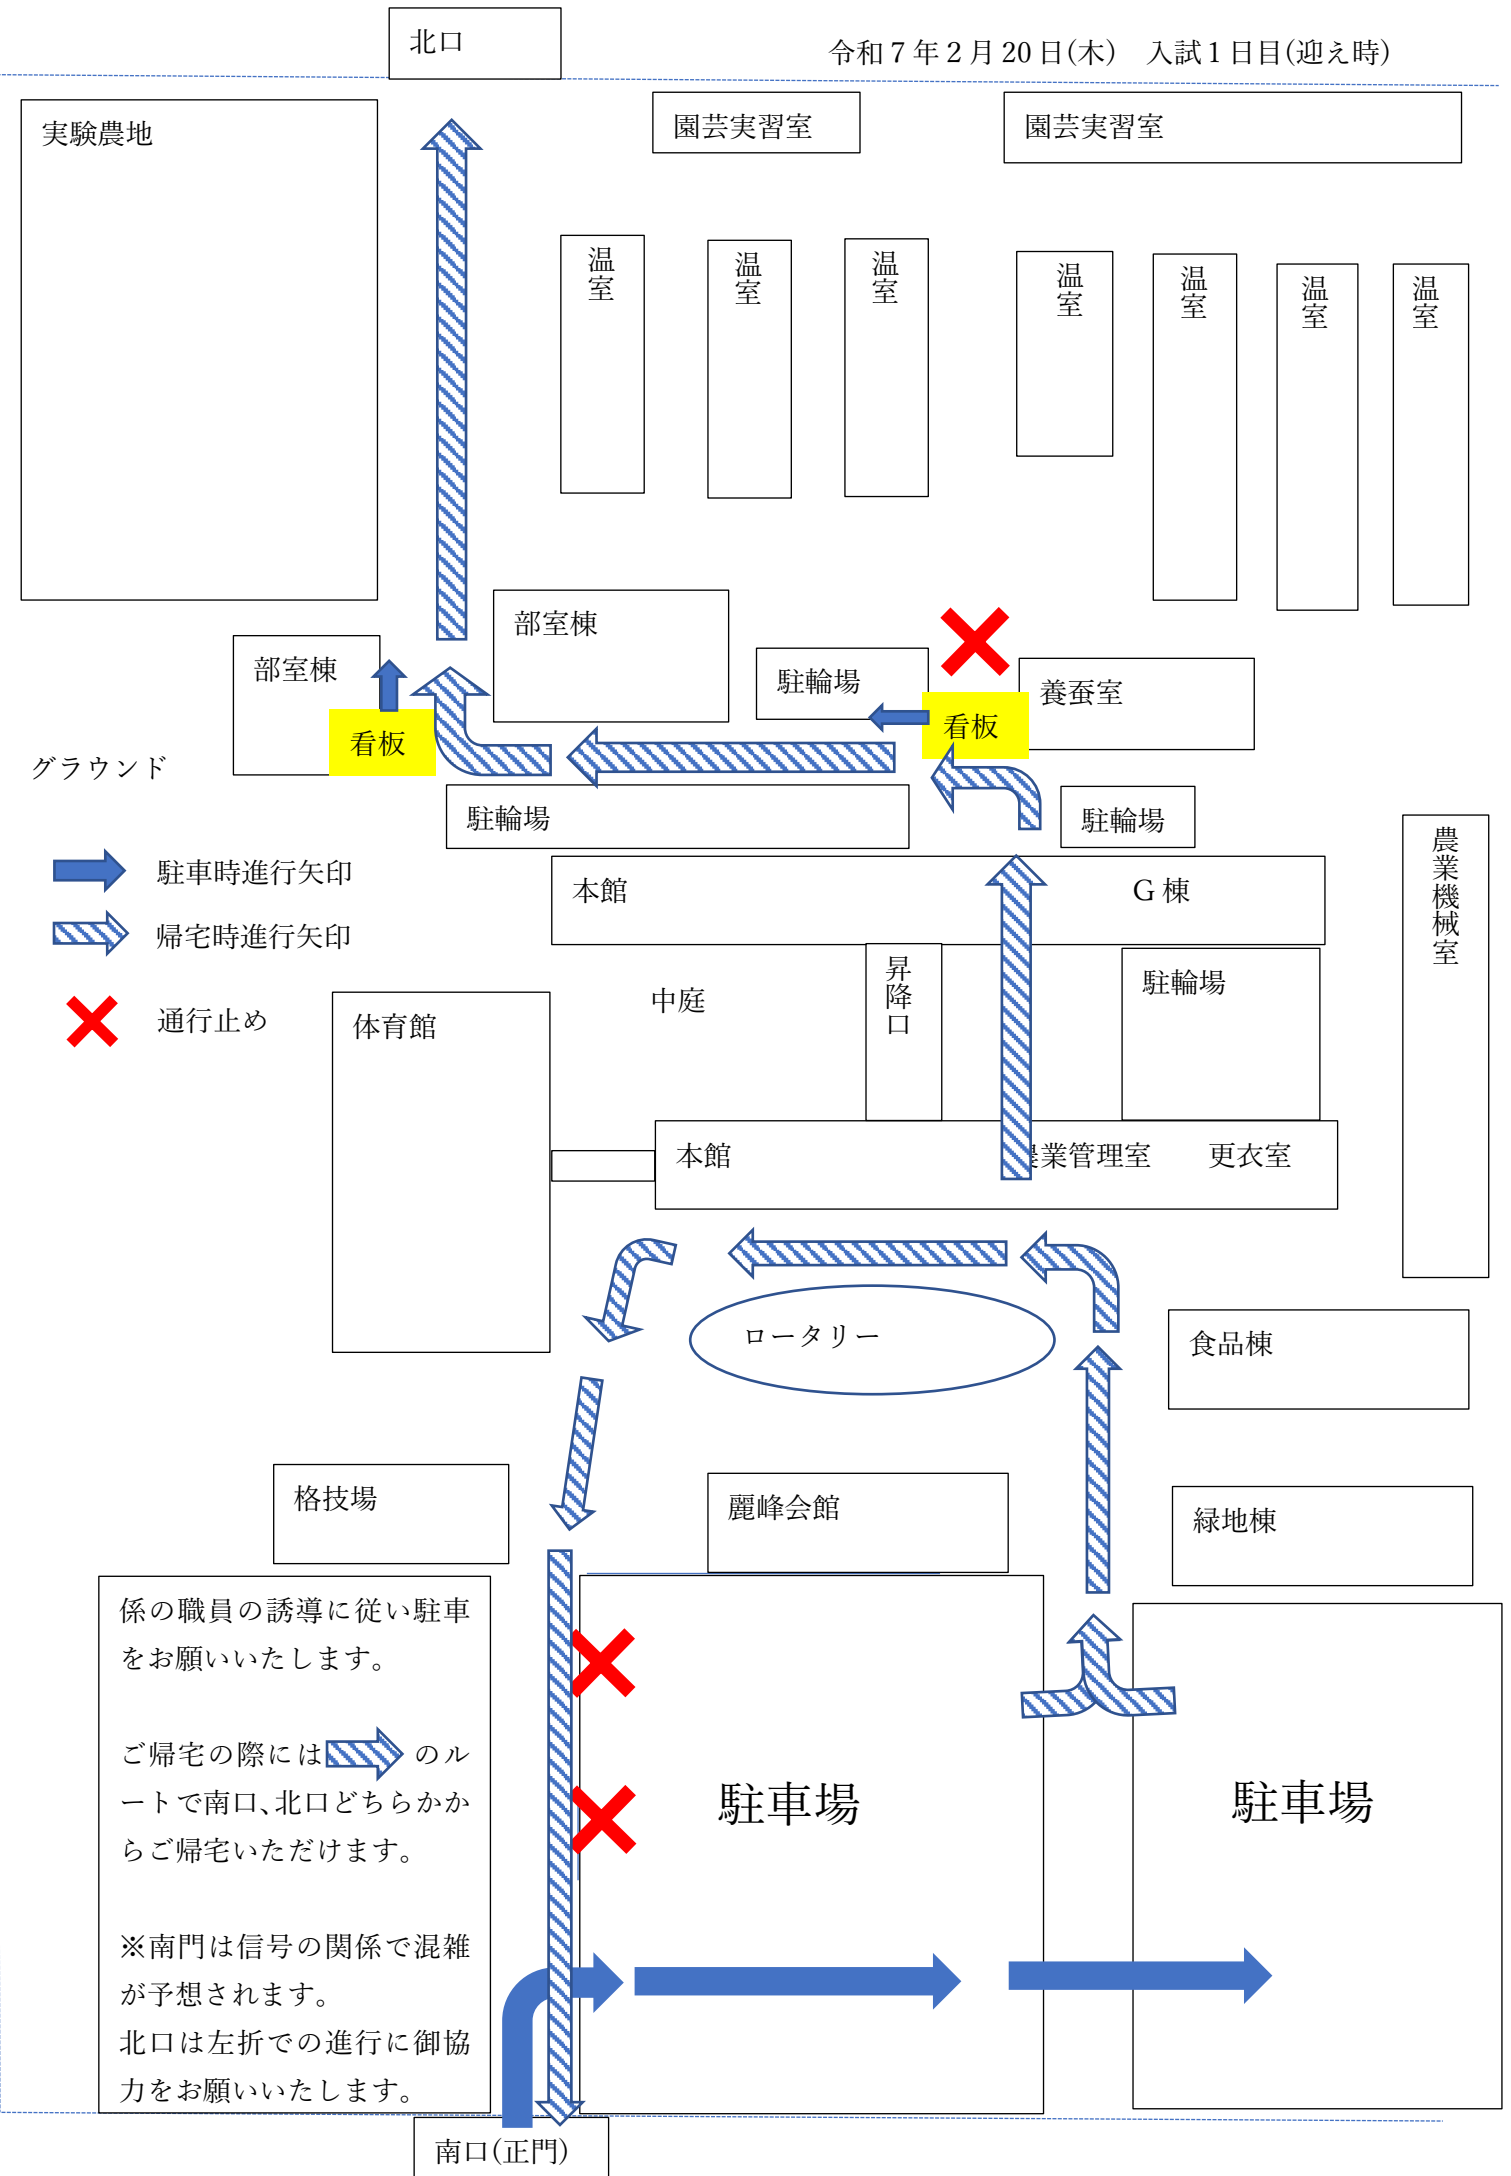 北口
令和７年２月20日(木)　入試１日目(迎え時)
実験農地
園芸実習室
園芸実習室
温室
温室
温室
温室
温室
温室
温室
部室棟
部室棟
駐輪場
養蚕室
看板
看板
グラウンド
駐輪場
駐輪場
農業機械室
駐車時進行矢印
帰宅時進行矢印
通行止め
本館
G棟
昇降口
中庭
駐輪場
体育館
本館
業管理室
更衣室
ロータリー
食品棟
格技場
麗峰会館
緑地棟
係の職員の誘導に従い駐車
をお願いいたします。
ご帰宅の際には　のル
ートで南口、北口どちらかか
らご帰宅いただけます。
※南門は信号の関係で混雑
が予想されます。
北口は左折での進行に御協
力をお願いいたします。
駐車場
駐車場
南口(正門)